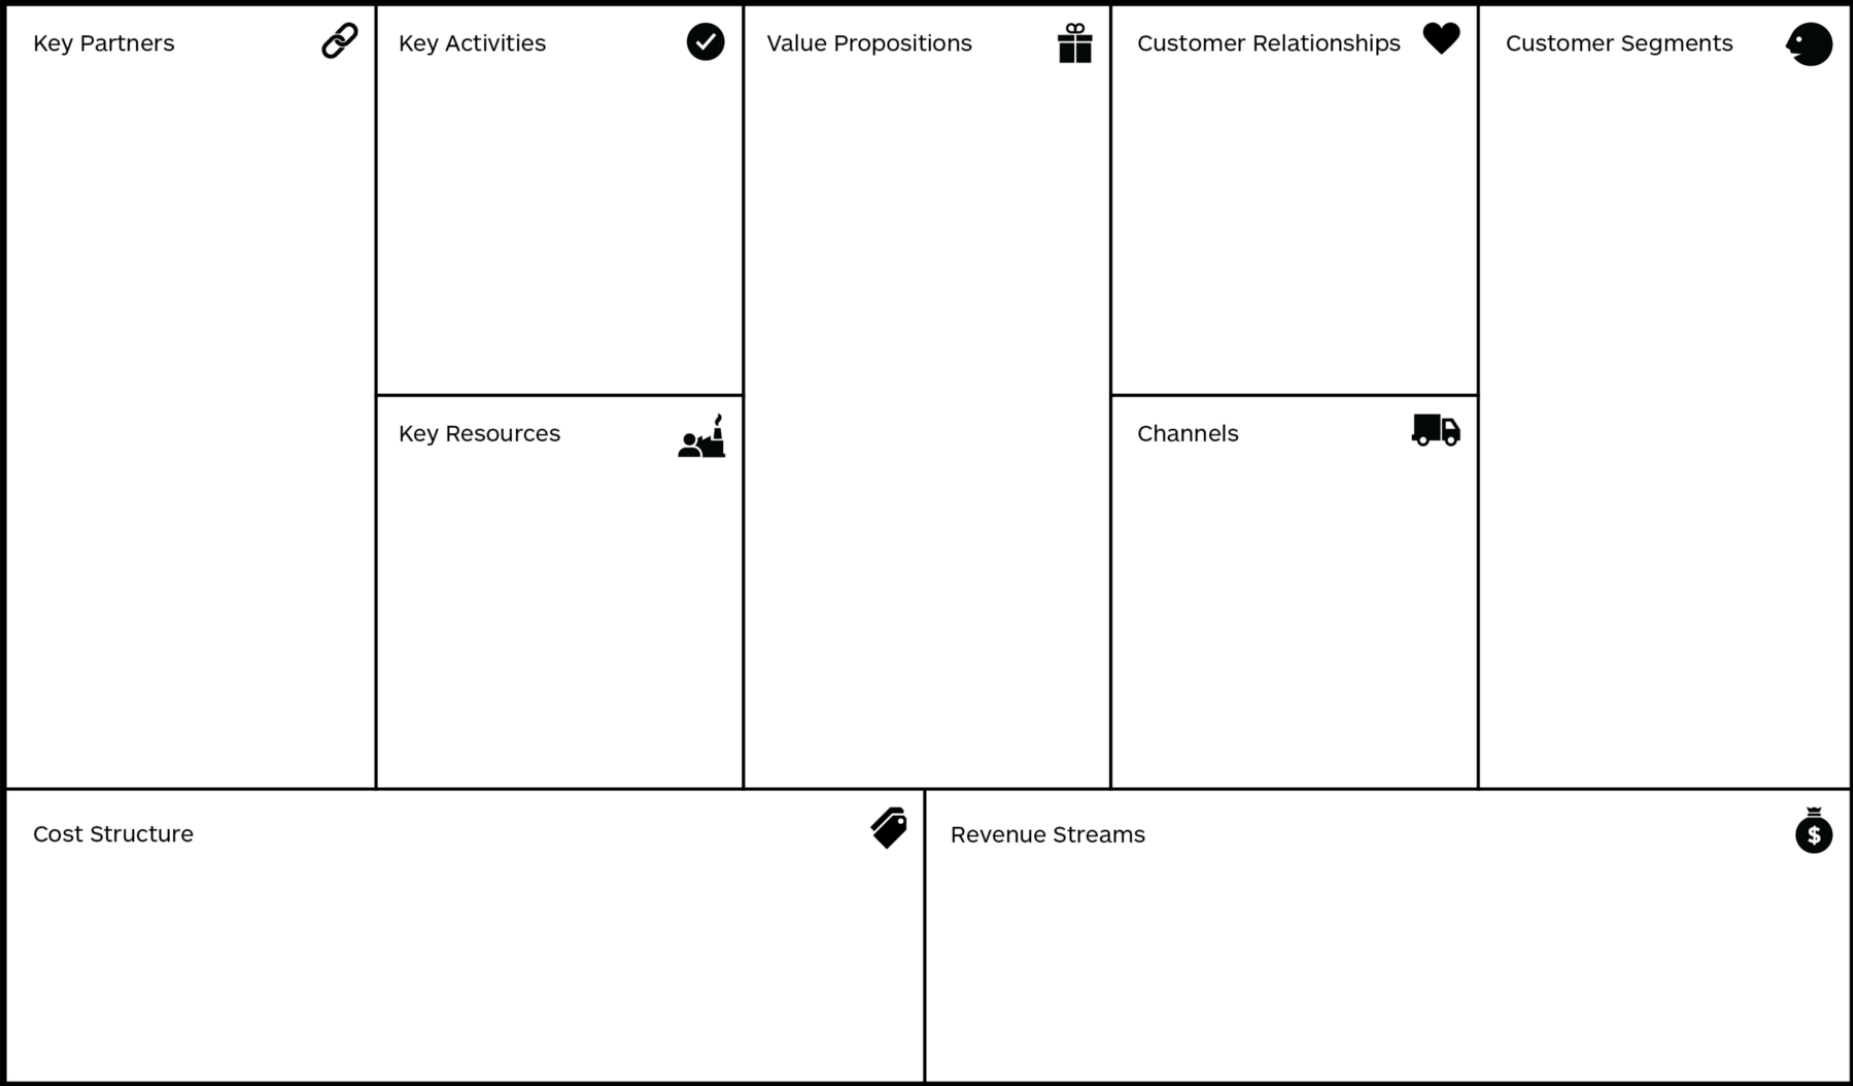 Key Partners
Key Activities
Value Propositions
Customer Relationships
Customer Segments
Key Resources
Channels
Cost Structure
Revenue Streams
$